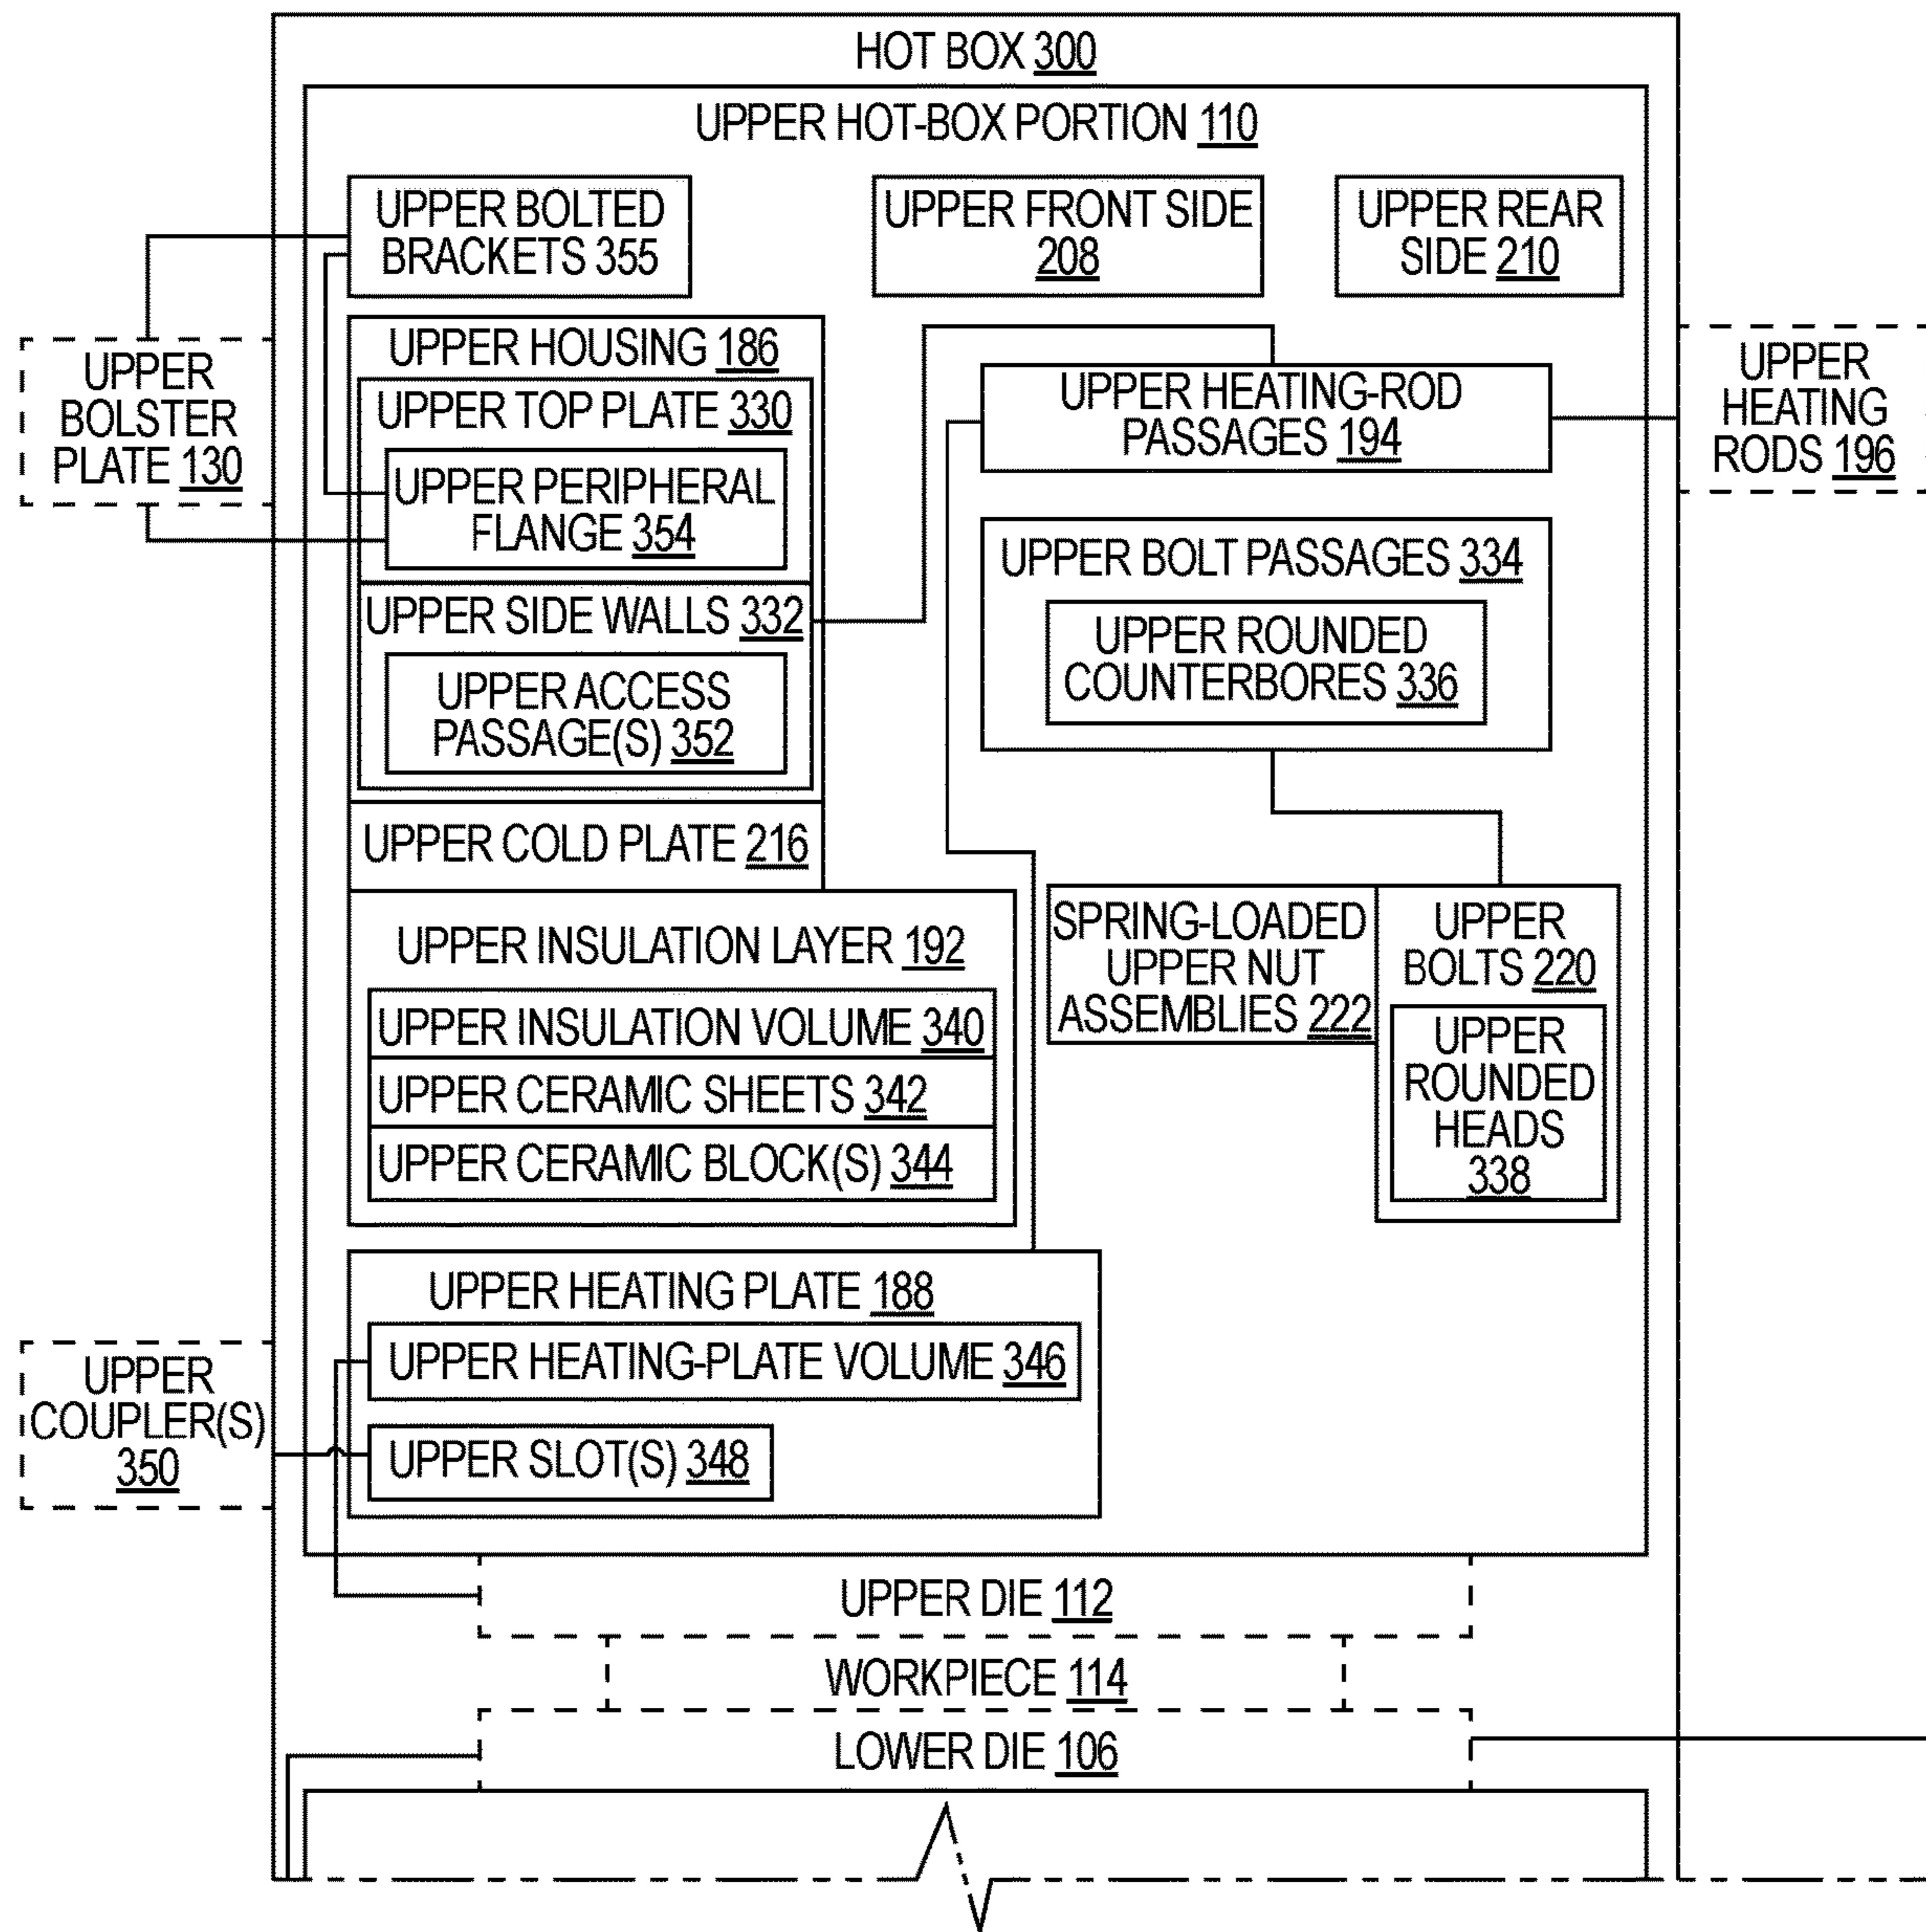 HOT BOX 300
UPPER HOT-BOX PORTION 110
UPPER BOLTED
BRACKETS 355
UPPER FRONT SIDE
208
UPPER REAR
SIDE 210
UPPER
BOLSTER
PLATE 130
UPPER HOUSING 186
UPPER TOP PLATE 330
UPPER PERIPHERAL
FLANGE 354
UPPER SIDE WALLS 332
UPPER ACCESS
PASSAGE(S) 352
UPPER COLD PLATE 216
UPPER HEATING-ROD
PASSAGES 194
UPPER
HEATING
RODS 196
UPPER BOLT PASSAGES 334
UPPER ROUNDED
COUNTERBORES 336
UPPER INSULATION LAYER 192
UPPER INSULATION VOLUME 340
UPPER CERAMIC SHEETS 342
UPPER CERAMIC BLOCK(S) 344
SPRING-LOADED
UPPER NUT
ASSEMBLIES 222
UPPER
BOLTS 220
UPPER
ROUNDED
HEADS
338
UPPER HEATING PLATE 188
UPPER HEATING-PLATE VOLUME 346
UPPER SLOT(S) 348
UPPER
COUPLER(S)
350
UPPER DIE 112
WORKPIECE 114
LOWER DIE 106